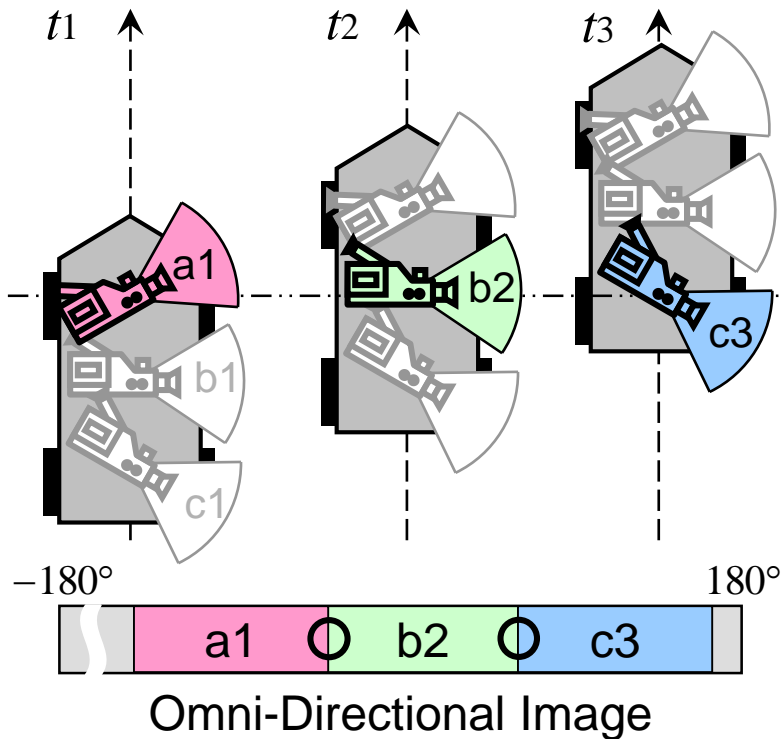 t1 t2 t3
a1
b2
b1
c3
c1
−180° 180°
a1 b2 c3
Omni-Directional Image